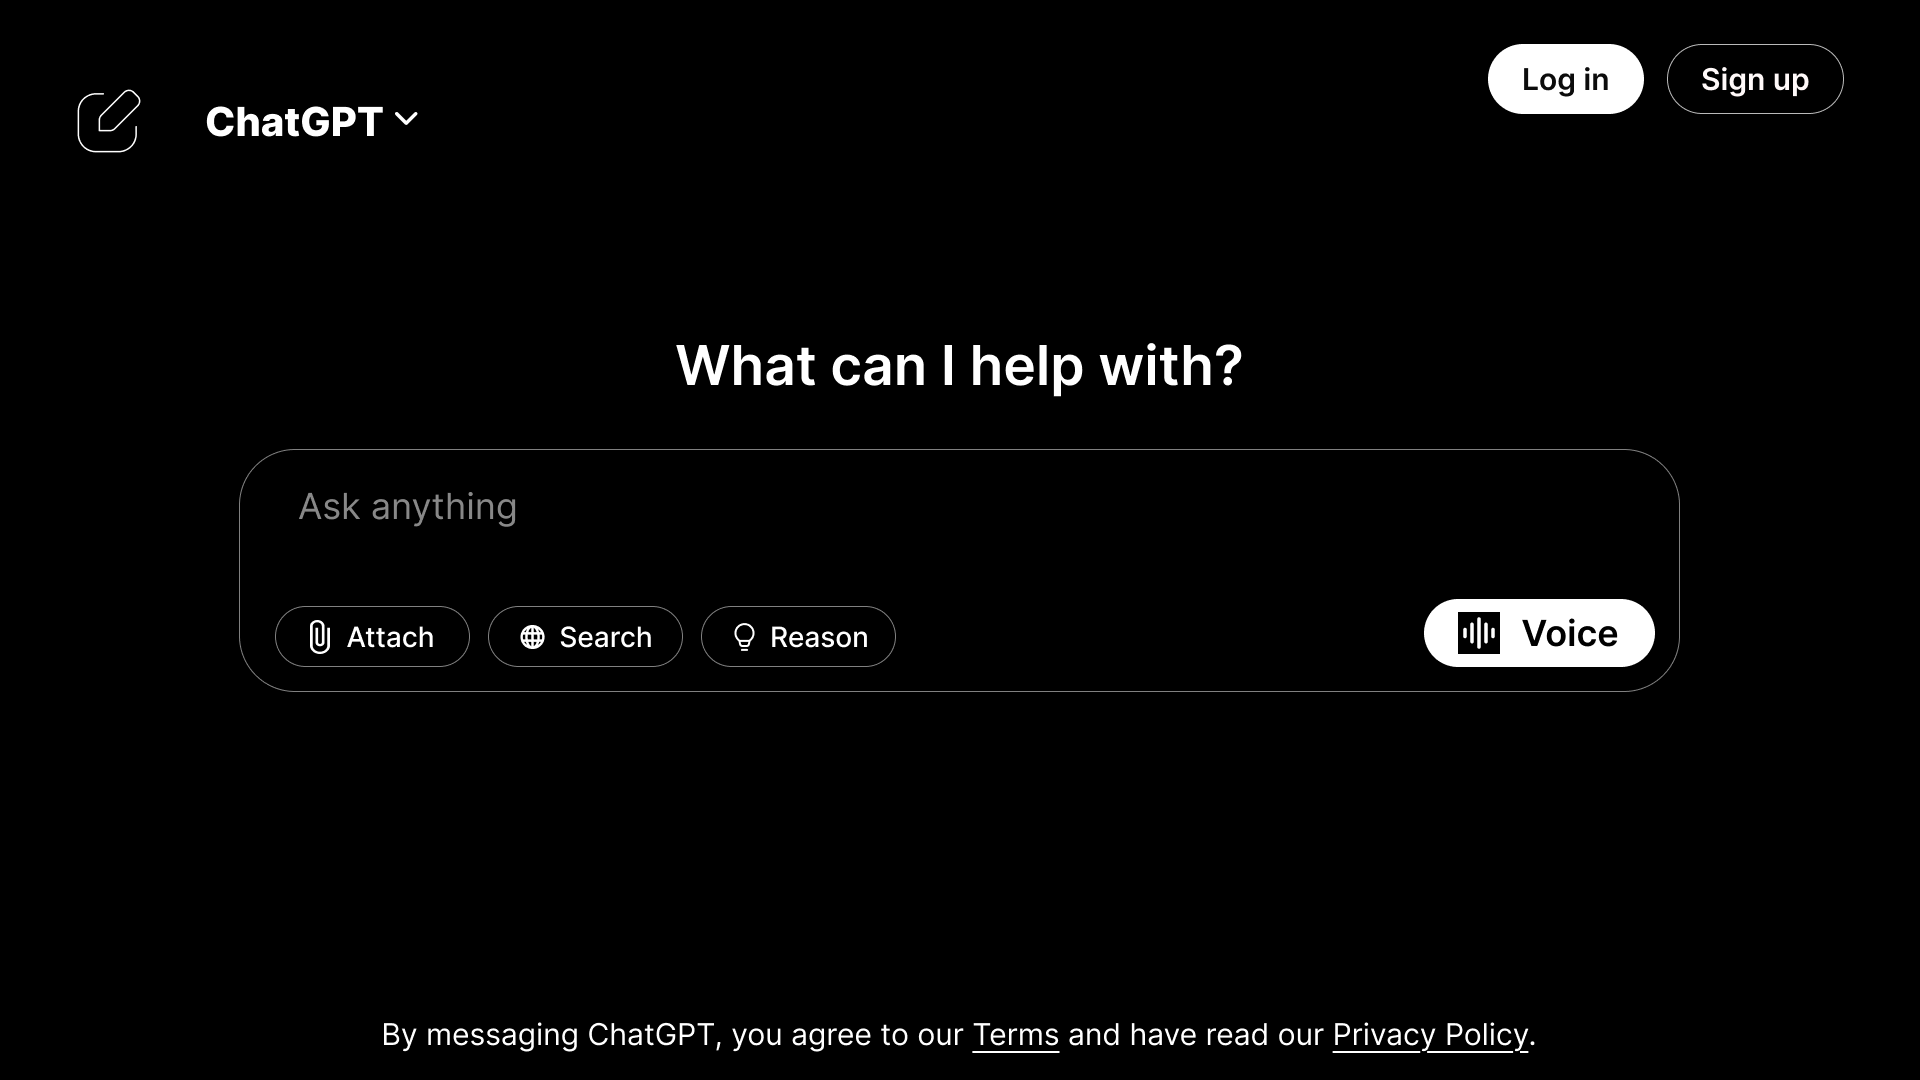 Log in
Sign up
ChatGPT
What can I help with?
Ask anything
Attach
Search
Reason
Voice
By messaging ChatGPT, you agree to our Terms and have read our Privacy Policy.